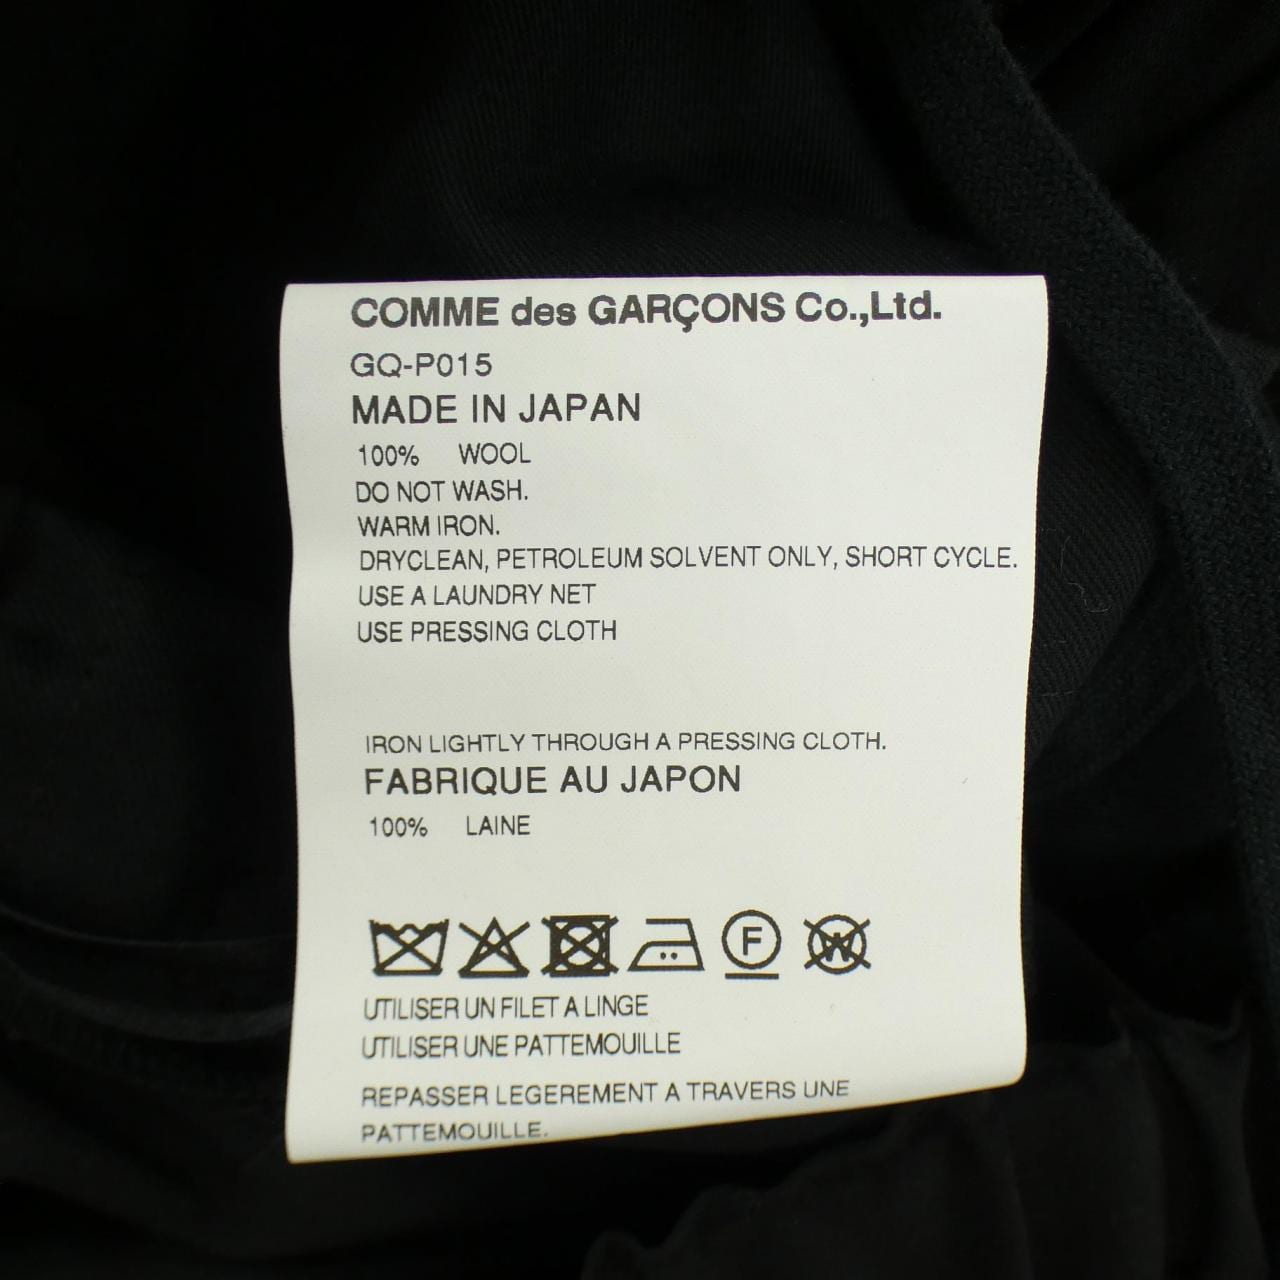 COMME des GARÇONS Co.,Ltd.
GQ-P015
MADE IN JAPAN
100% WOOL
DO NOT WASH.
WARM IRON.
DRYCLEAN, PETROLEUM SOLVENT ONLY, SHORT CYCLE.
USE A LAUNDRY NET
USE PRESSING CLOTH
IRON LIGHTLY THROUGH A PRESSING CLOTH.
FABRIQUE AU JAPON
100% LAINE
F W
UTILISER UN FILET A LINGE
UTILISER UNE PATTEMOUILLE
REPASSER LEGEREMENT A TRAVERS UNE
PATTEMOUILLE.